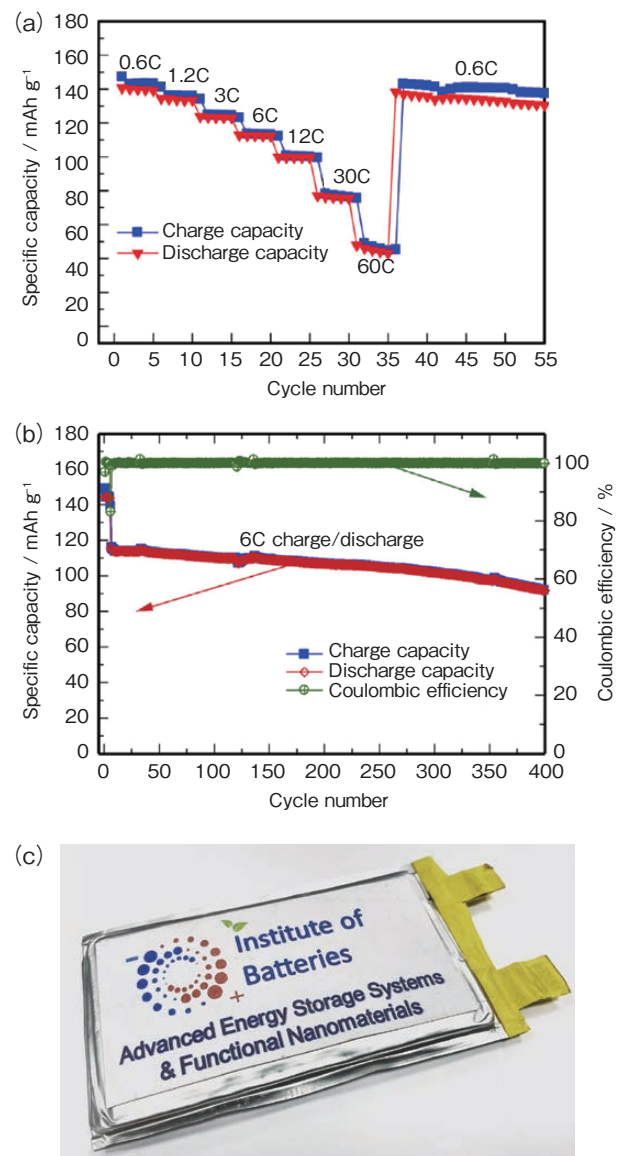 (a)
180
160
140
120
100
80
60
40
20
0
Specific capacity / mAh g⁻¹
0.6C
1.2C
3C
6C
12C
30C
60C
0.6C
Charge capacity
Discharge capacity
0 5 10 15 20 25 30 35 40 45 50 55
Cycle number
(b)
180
160
140
120
100
80
60
40
20
0
Specific capacity / mAh g⁻¹
6C charge/discharge
Charge capacity
Discharge capacity
Coulombic efficiency
100
80
60
40
20
0
Coulombic efficiency / %
0 50 100 150 200 250 300 350 400
Cycle number
(c)
Institute of
Batteries
Advanced Energy Storage Systems
& Functional Nanomaterials